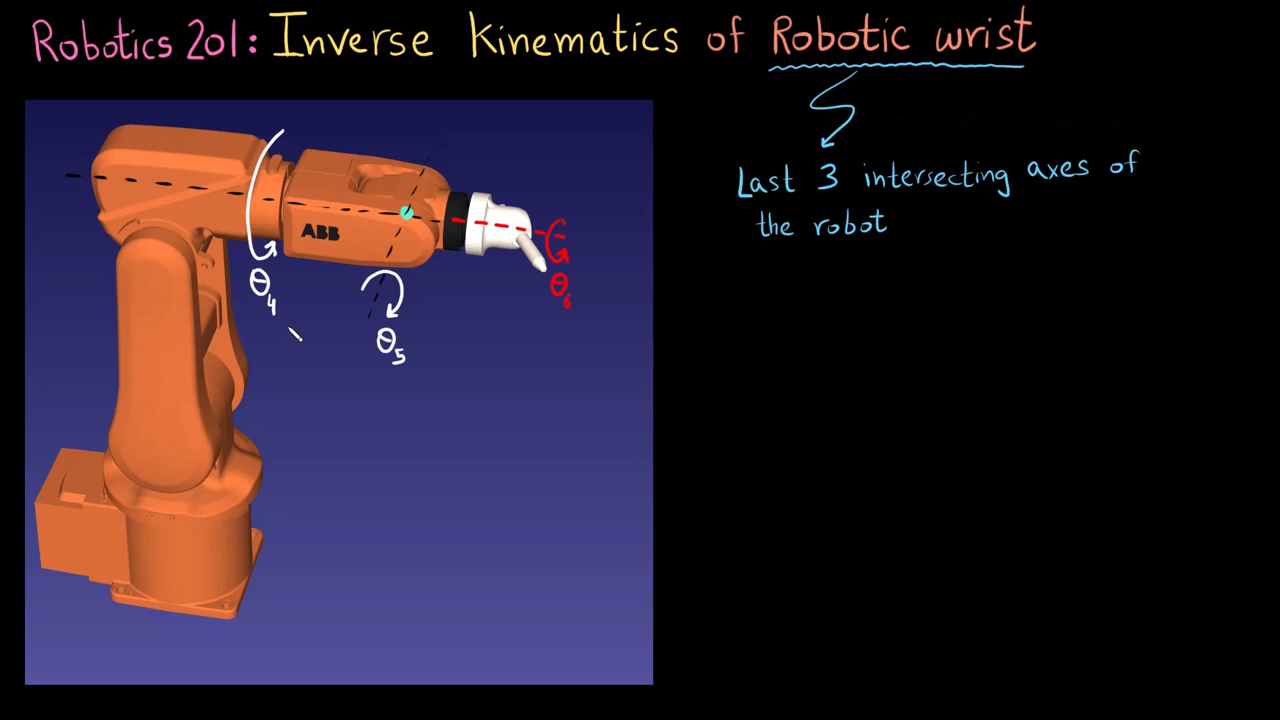 Robotics 201: Inverse Kinematics of Robotic wrist
Last 3 intersecting axes of
the robot
ABB
θ₄
θ₅
θ₆